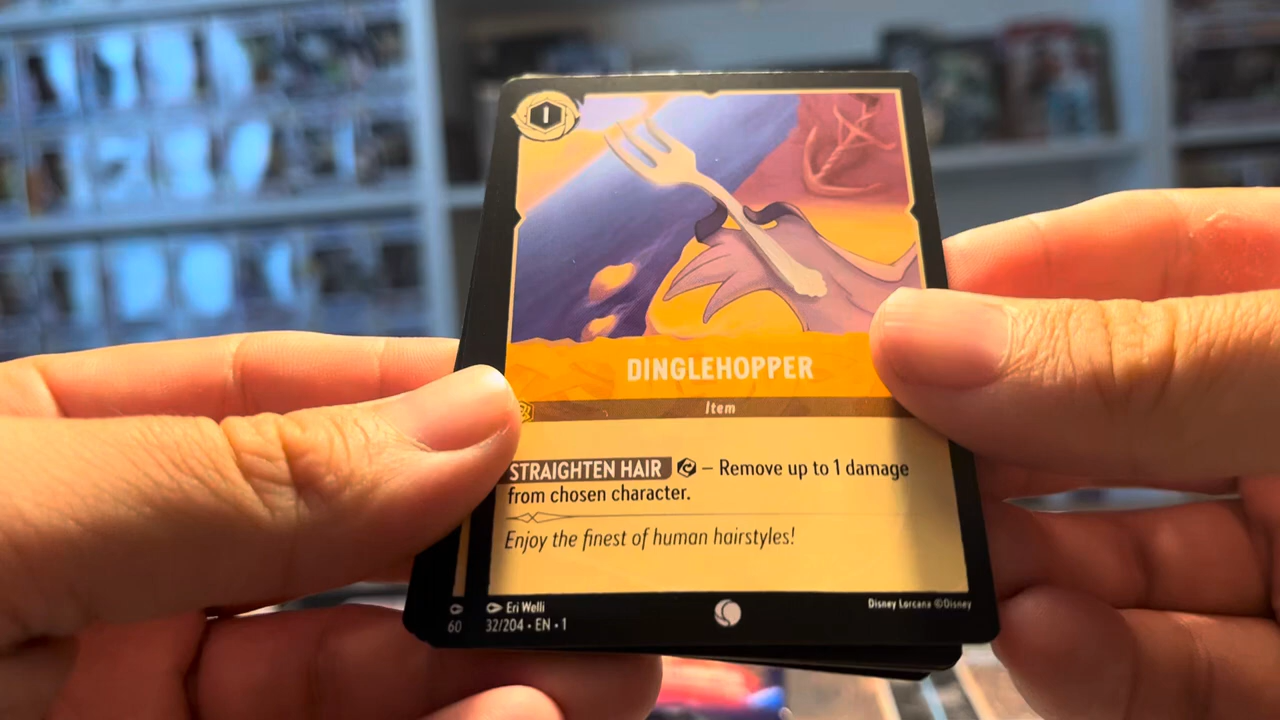 1
DINGLEHOPPER
Item
STRAIGHTEN HAIR – Remove up to 1 damage
from chosen character.
Enjoy the finest of human hairstyles!
Eri Welli
Disney Lorcana ©Disney
60
32/204 • EN • 1